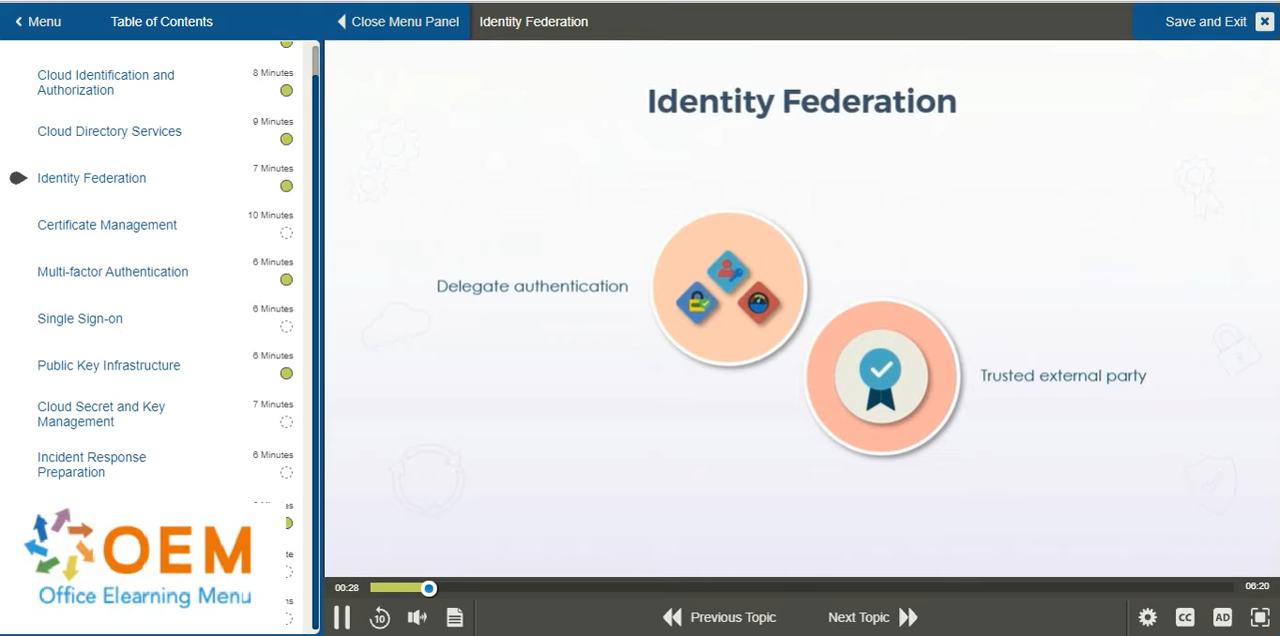 Menu
Table of Contents
Close Menu Panel
Identity Federation
Save and Exit
Cloud Identification and
Authorization
8 Minutes
Cloud Directory Services
9 Minutes
Identity Federation
7 Minutes
Certificate Management
10 Minutes
Multi-factor Authentication
6 Minutes
Single Sign-on
6 Minutes
Public Key Infrastructure
6 Minutes
Cloud Secret and Key
Management
7 Minutes
Incident Response
Preparation
6 Minutes
OEM
Office Elearning Menu
Identity Federation
Delegate authentication
Trusted external party
00:28
06:20
10
Previous Topic
Next Topic
CC
AD